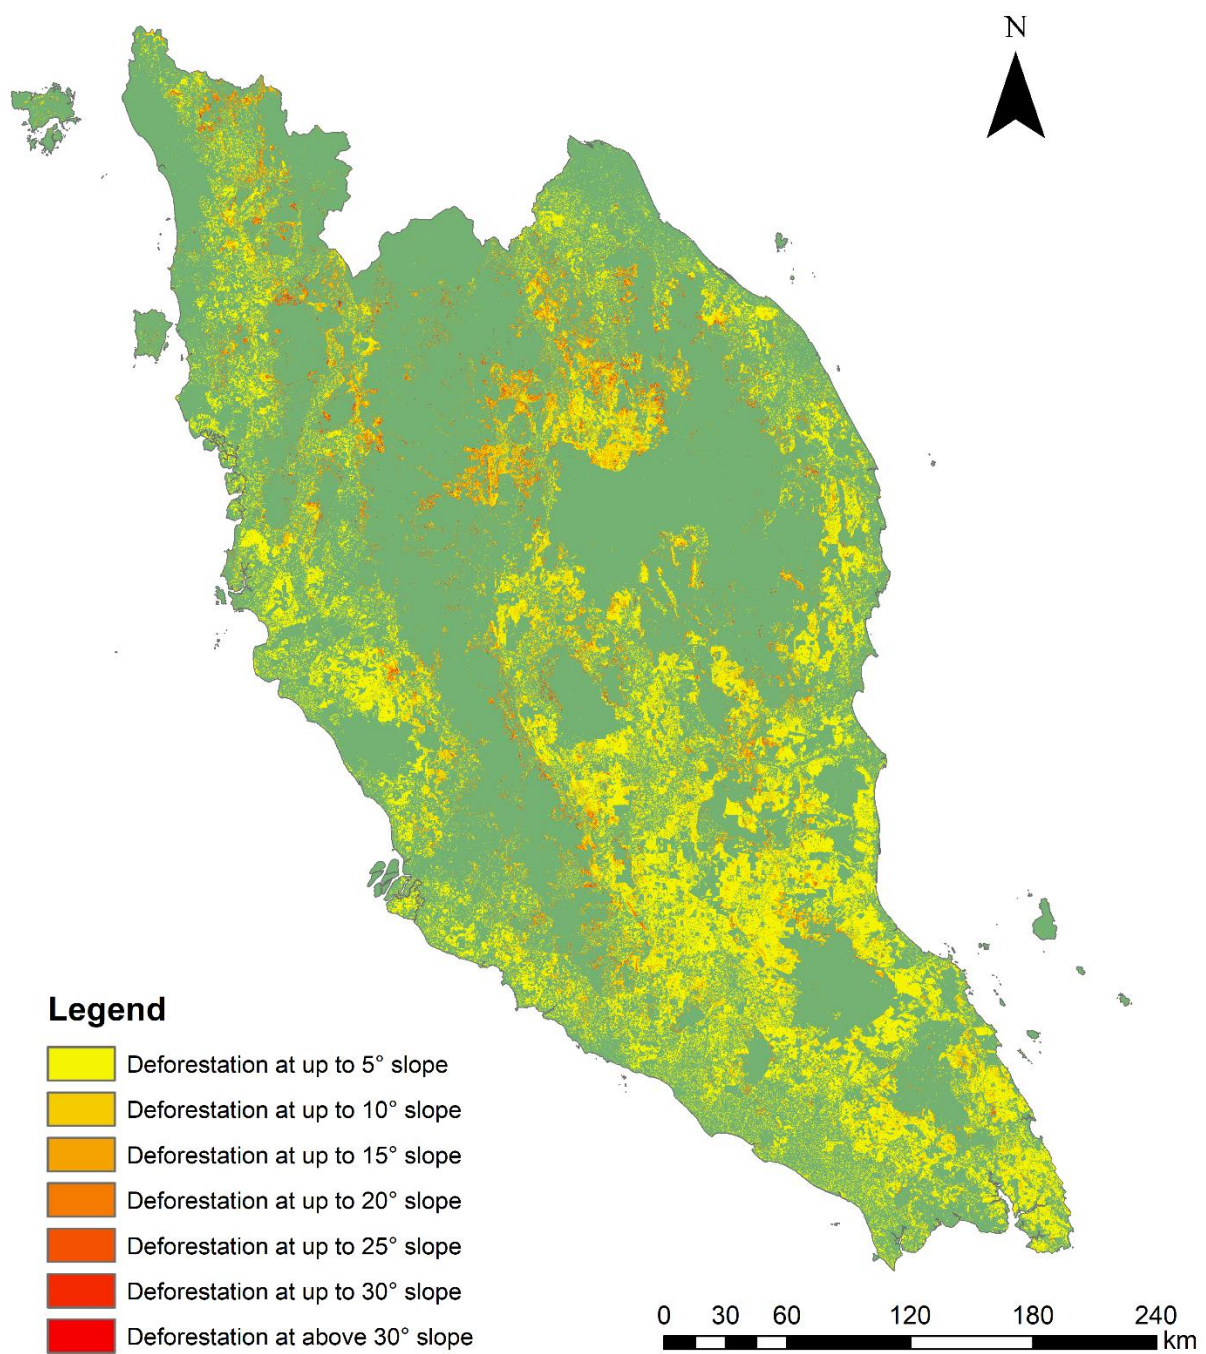 N
Legend
Deforestation at up to 5° slope
Deforestation at up to 10° slope
Deforestation at up to 15° slope
Deforestation at up to 20° slope
Deforestation at up to 25° slope
Deforestation at up to 30° slope
Deforestation at above 30° slope
0 30 60 120 180 240
km